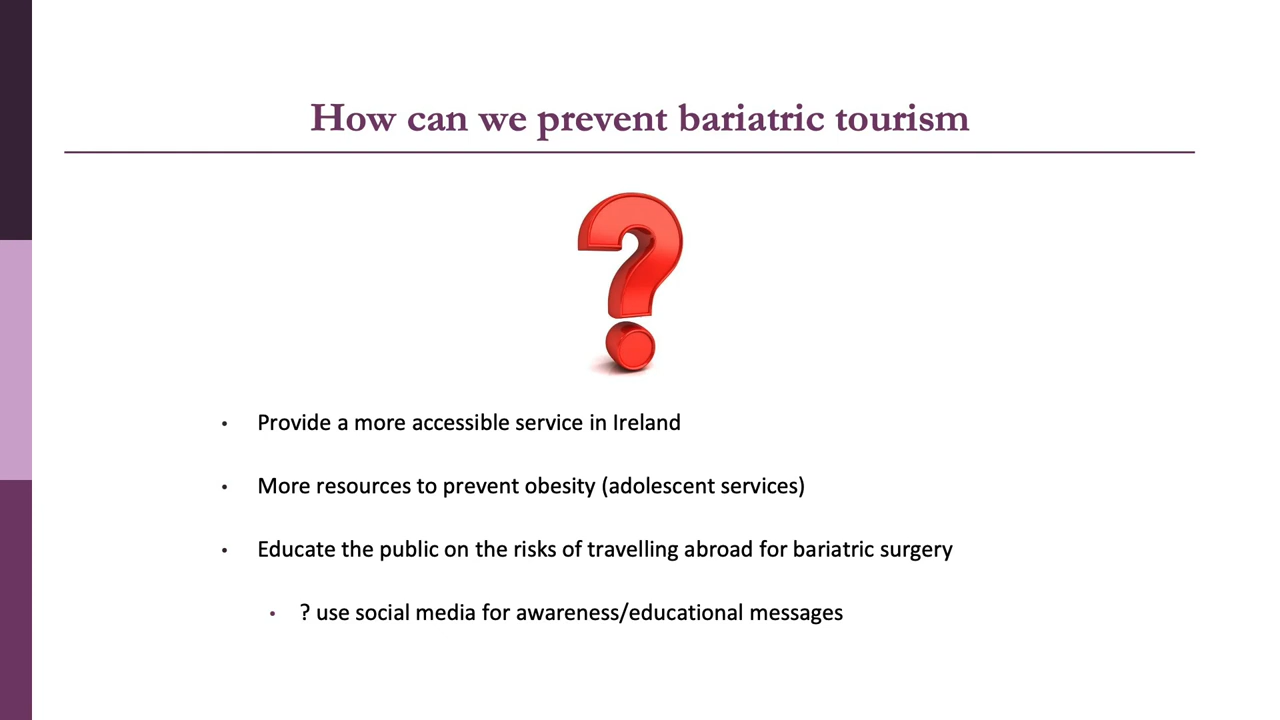 How can we prevent bariatric tourism
?
• Provide a more accessible service in Ireland
• More resources to prevent obesity (adolescent services)
• Educate the public on the risks of travelling abroad for bariatric surgery
• ? use social media for awareness/educational messages